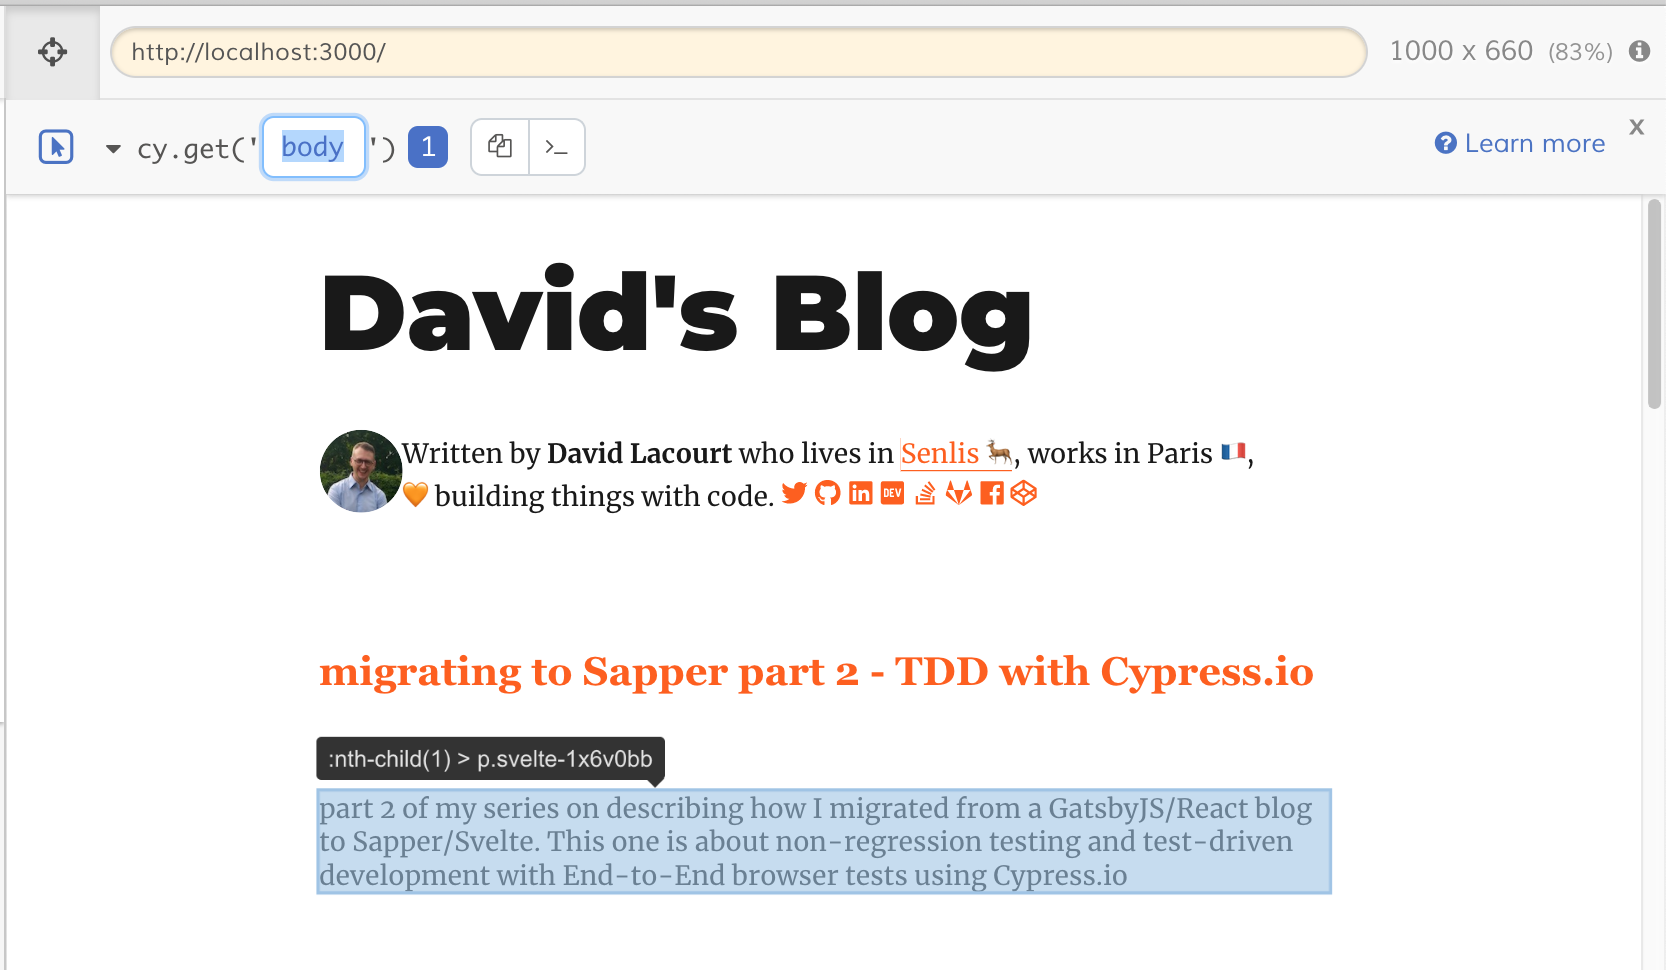 http://localhost:3000/
1000 x 660 (83%)
cy.get('body') 1 >_
Learn more x
David's Blog
Written by David Lacourt who lives in Senlis 🦌, works in Paris 🇫🇷,
🧡 building things with code. DEV
migrating to Sapper part 2 - TDD with Cypress.io
:nth-child(1) > p.svelte-1x6v0bb
part 2 of my series on describing how I migrated from a GatsbyJS/React blog
to Sapper/Svelte. This one is about non-regression testing and test-driven
development with End-to-End browser tests using Cypress.io